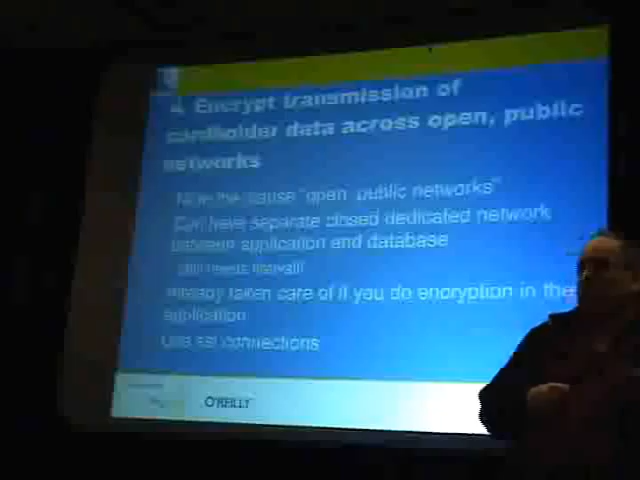 4. Encrypt transmission of
cardholder data across open, public
networks
Note the clause "open, public networks"
Can have separate closed dedicated network
between application and database
Still needs firewall
Already taken care of if you do encryption in the
application
Use ssl connections
O'REILLY